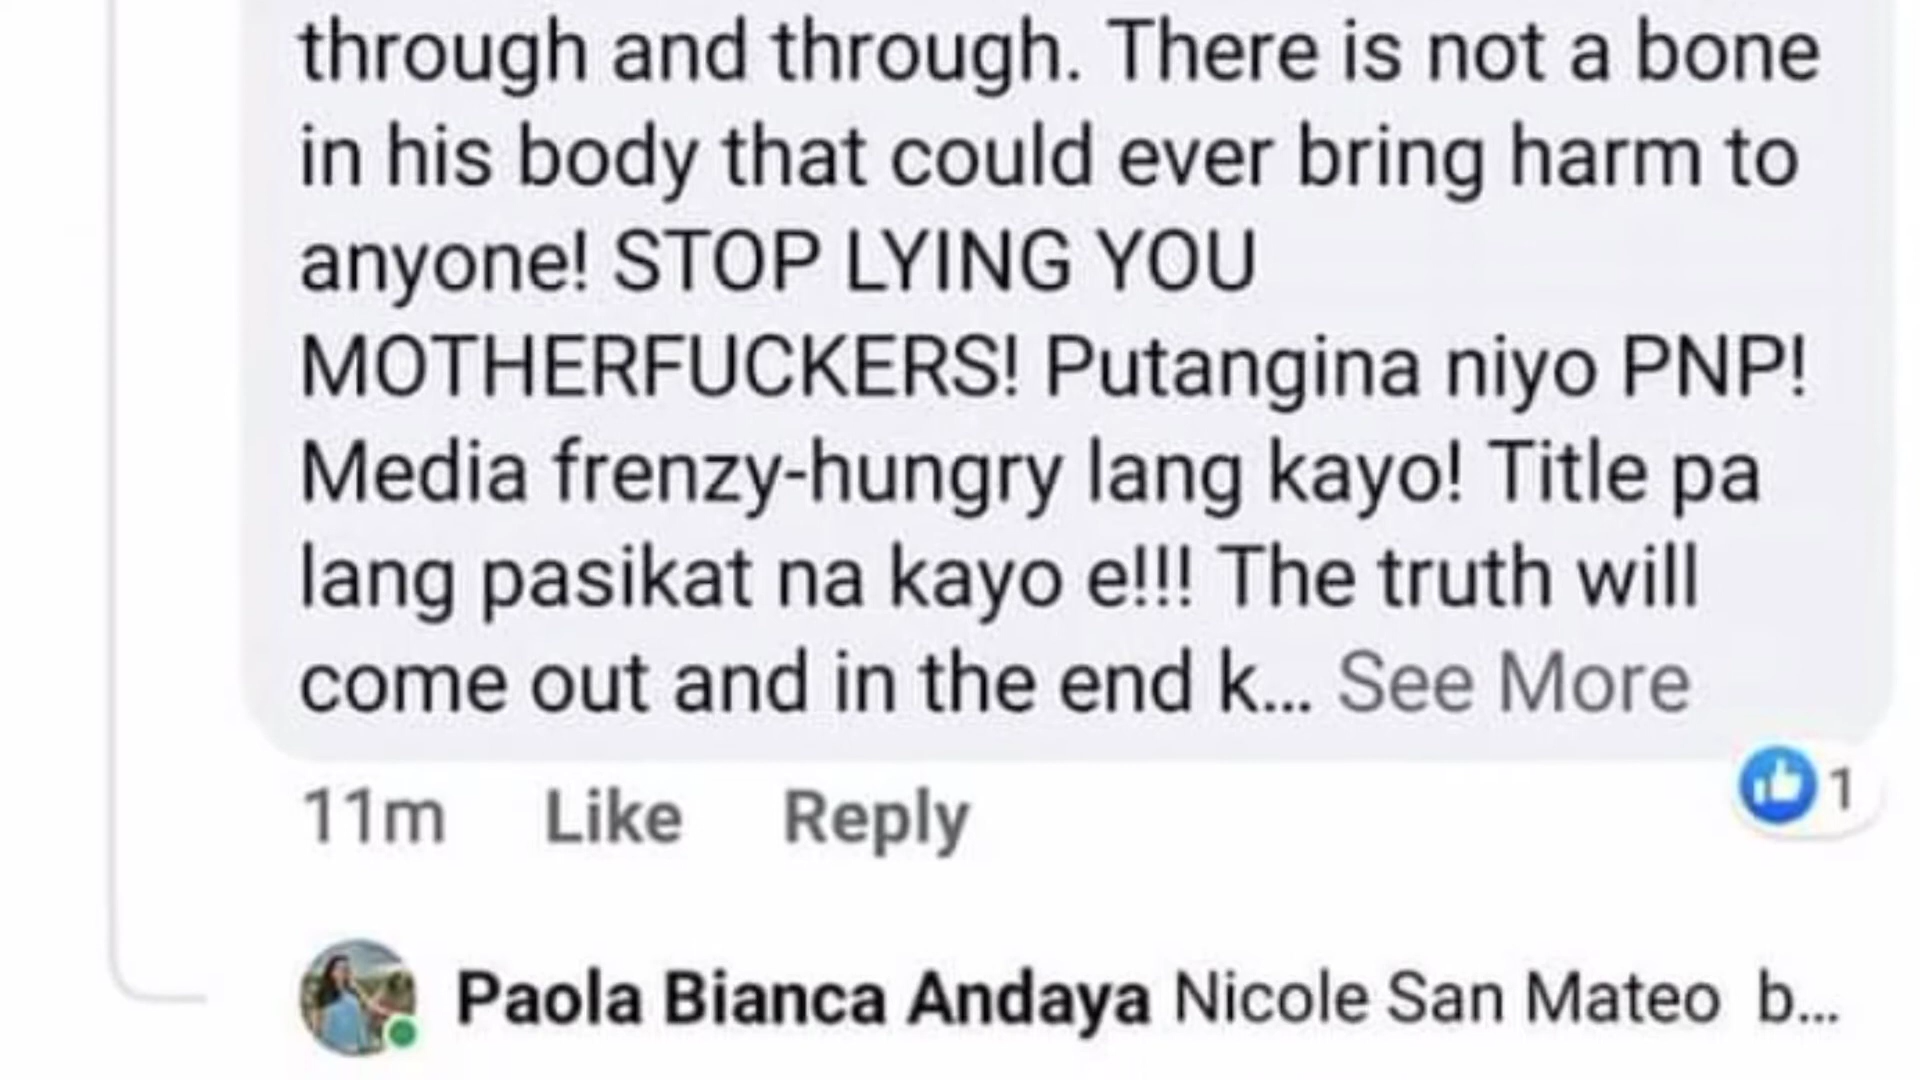 through and through. There is not a bone
in his body that could ever bring harm to
anyone! STOP LYING YOU
MOTHERFUCKERS! Putangina niyo PNP!
Media frenzy-hungry lang kayo! Title pa
lang pasikat na kayo e!!! The truth will
come out and in the end k... See More
11m Like Reply 1
Paola Bianca Andaya Nicole San Mateo b...